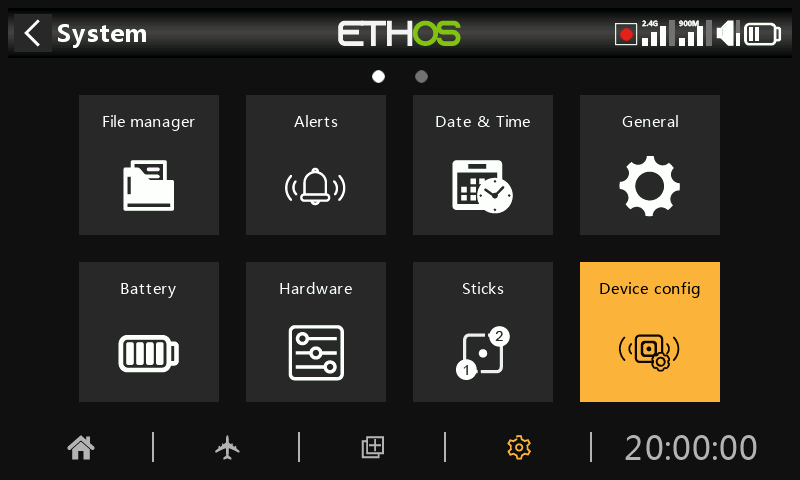 System
ETHOS
2.4G
900M
File manager
Alerts
Date & Time
General
Battery
Hardware
Sticks
Device config
1
2
20:00:00